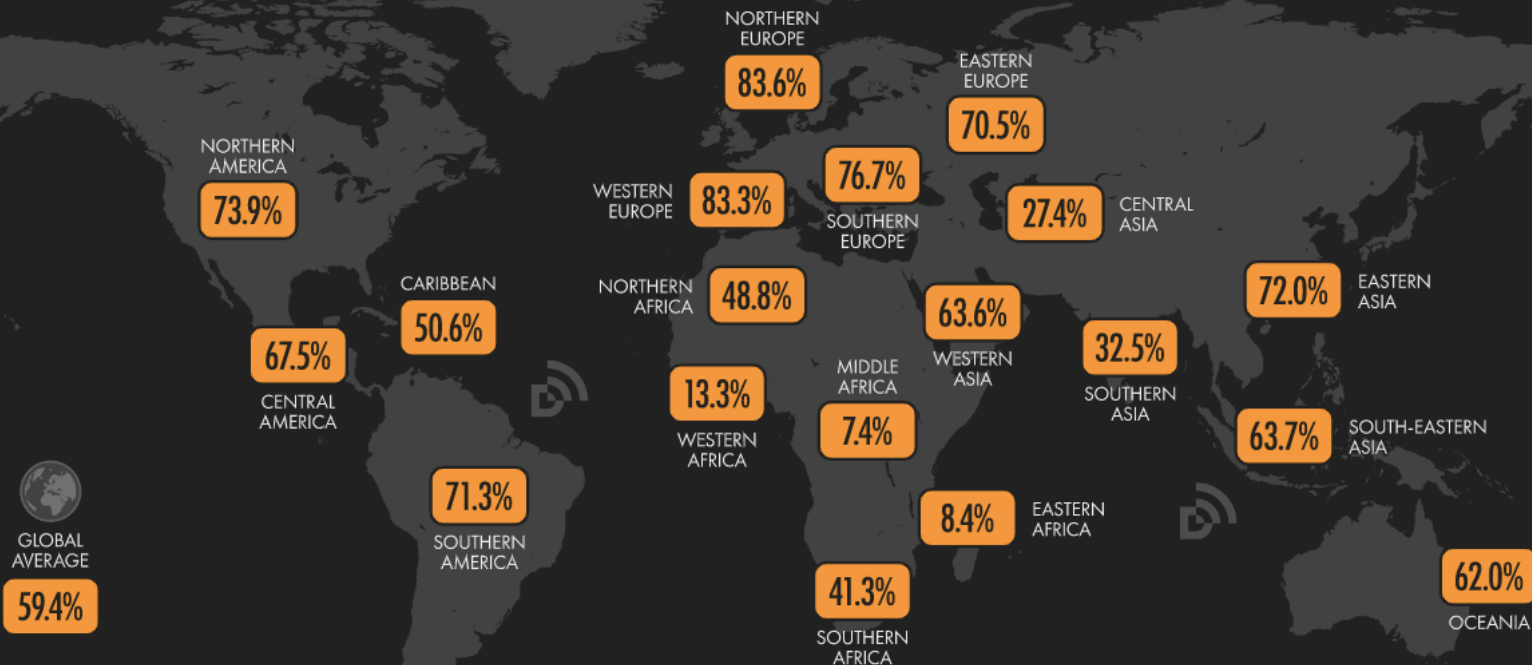 NORTHERN
EUROPE
83.6%
EASTERN
EUROPE
70.5%
NORTHERN
AMERICA
73.9%
WESTERN
EUROPE
83.3%
76.7%
SOUTHERN
EUROPE
27.4%
CENTRAL
ASIA
CARIBBEAN
50.6%
NORTHERN
AFRICA
48.8%
63.6%
WESTERN
ASIA
72.0%
EASTERN
ASIA
67.5%
CENTRAL
AMERICA
32.5%
SOUTHERN
ASIA
13.3%
WESTERN
AFRICA
MIDDLE
AFRICA
7.4%
63.7%
SOUTH-EASTERN
ASIA
71.3%
SOUTHERN
AMERICA
8.4%
EASTERN
AFRICA
GLOBAL
AVERAGE
59.4%
41.3%
SOUTHERN
AFRICA
62.0%
OCEANIA